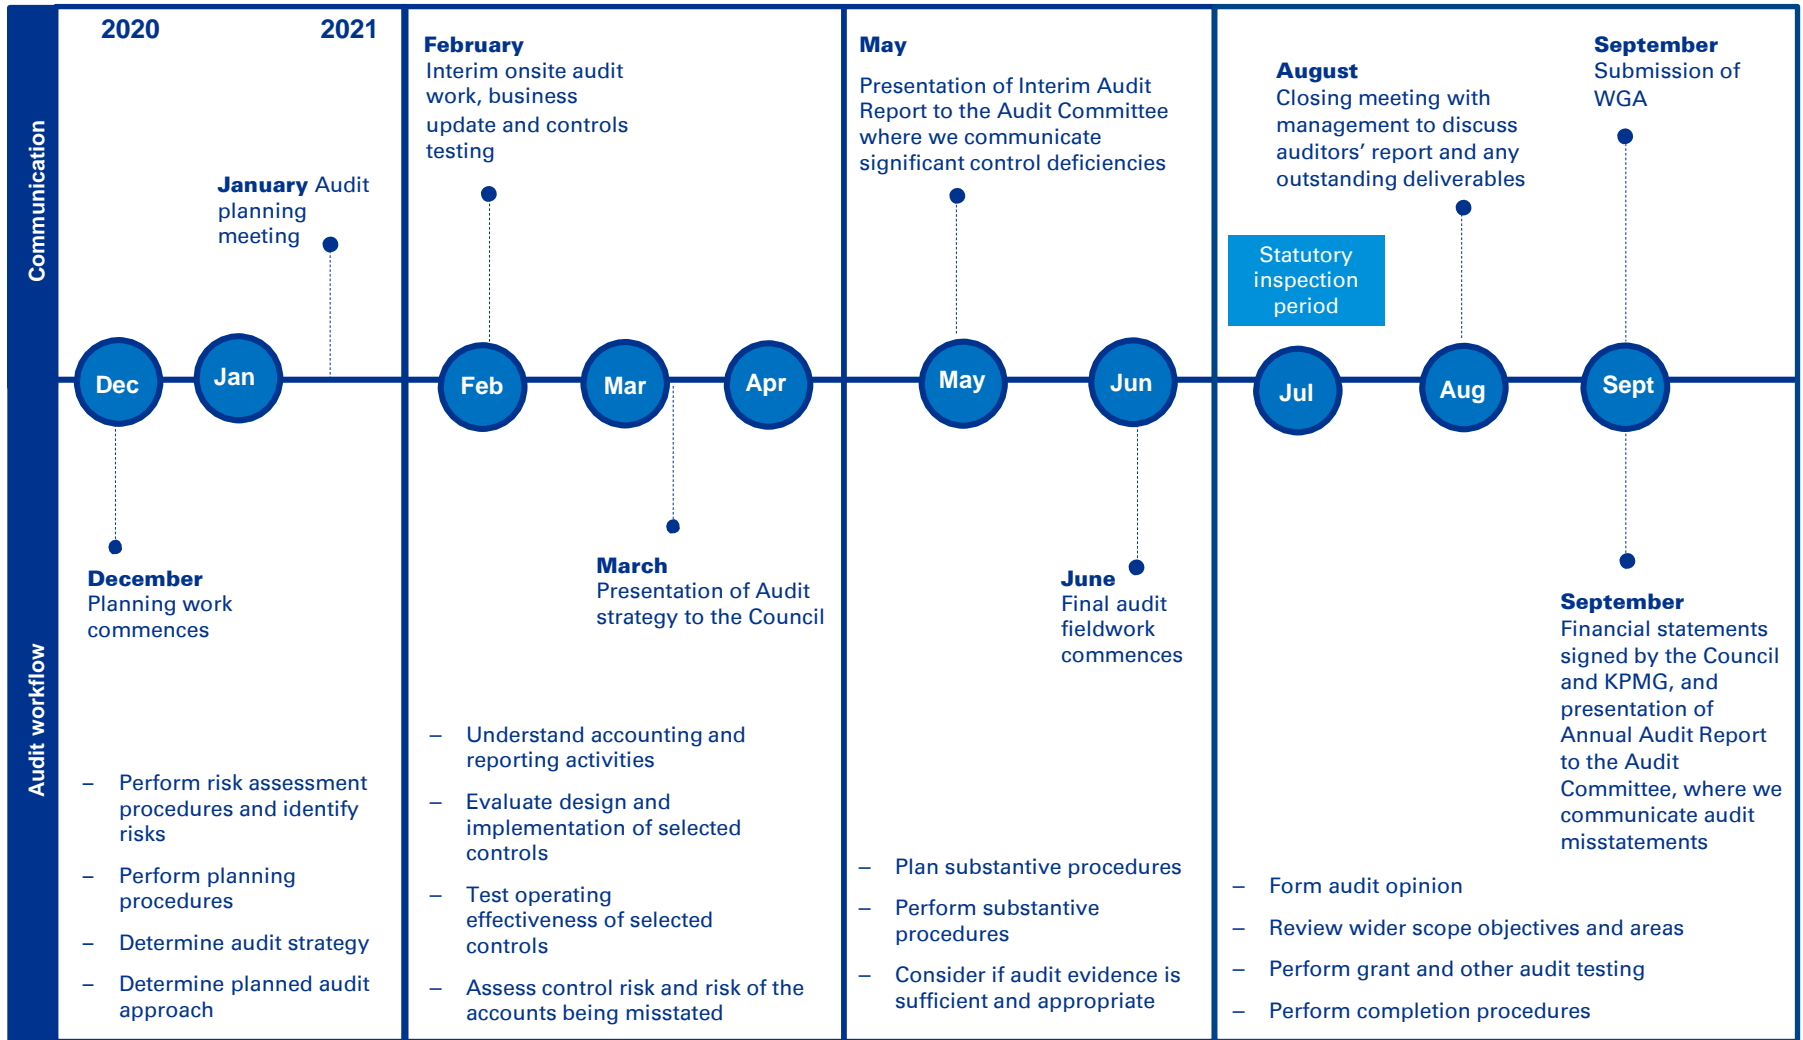 2020
2021
Communication
January Audit
planning
meeting
February
Interim onsite audit
work, business
update and controls
testing
May
Presentation of Interim Audit
Report to the Audit Committee
where we communicate
significant control deficiencies
August
Closing meeting with
management to discuss
auditors’ report and any
outstanding deliverables
September
Submission of
WGA
Statutory
inspection
period
Dec
Jan
Feb
Mar
Apr
May
Jun
Jul
Aug
Sept
Audit workflow
December
Planning work
commences
March
Presentation of Audit
strategy to the Council
June
Final audit
fieldwork
commences
September
Financial statements
signed by the Council
and KPMG, and
presentation of
Annual Audit Report
to the Audit
Committee, where we
communicate audit
misstatements
– Perform risk assessment
procedures and identify
risks
– Perform planning
procedures
– Determine audit strategy
– Determine planned audit
approach
– Understand accounting and
reporting activities
– Evaluate design and
implementation of selected
controls
– Test operating
effectiveness of selected
controls
– Assess control risk and risk of the
accounts being misstated
– Plan substantive procedures
– Perform substantive
procedures
– Consider if audit evidence is
sufficient and appropriate
– Form audit opinion
– Review wider scope objectives and areas
– Perform grant and other audit testing
– Perform completion procedures